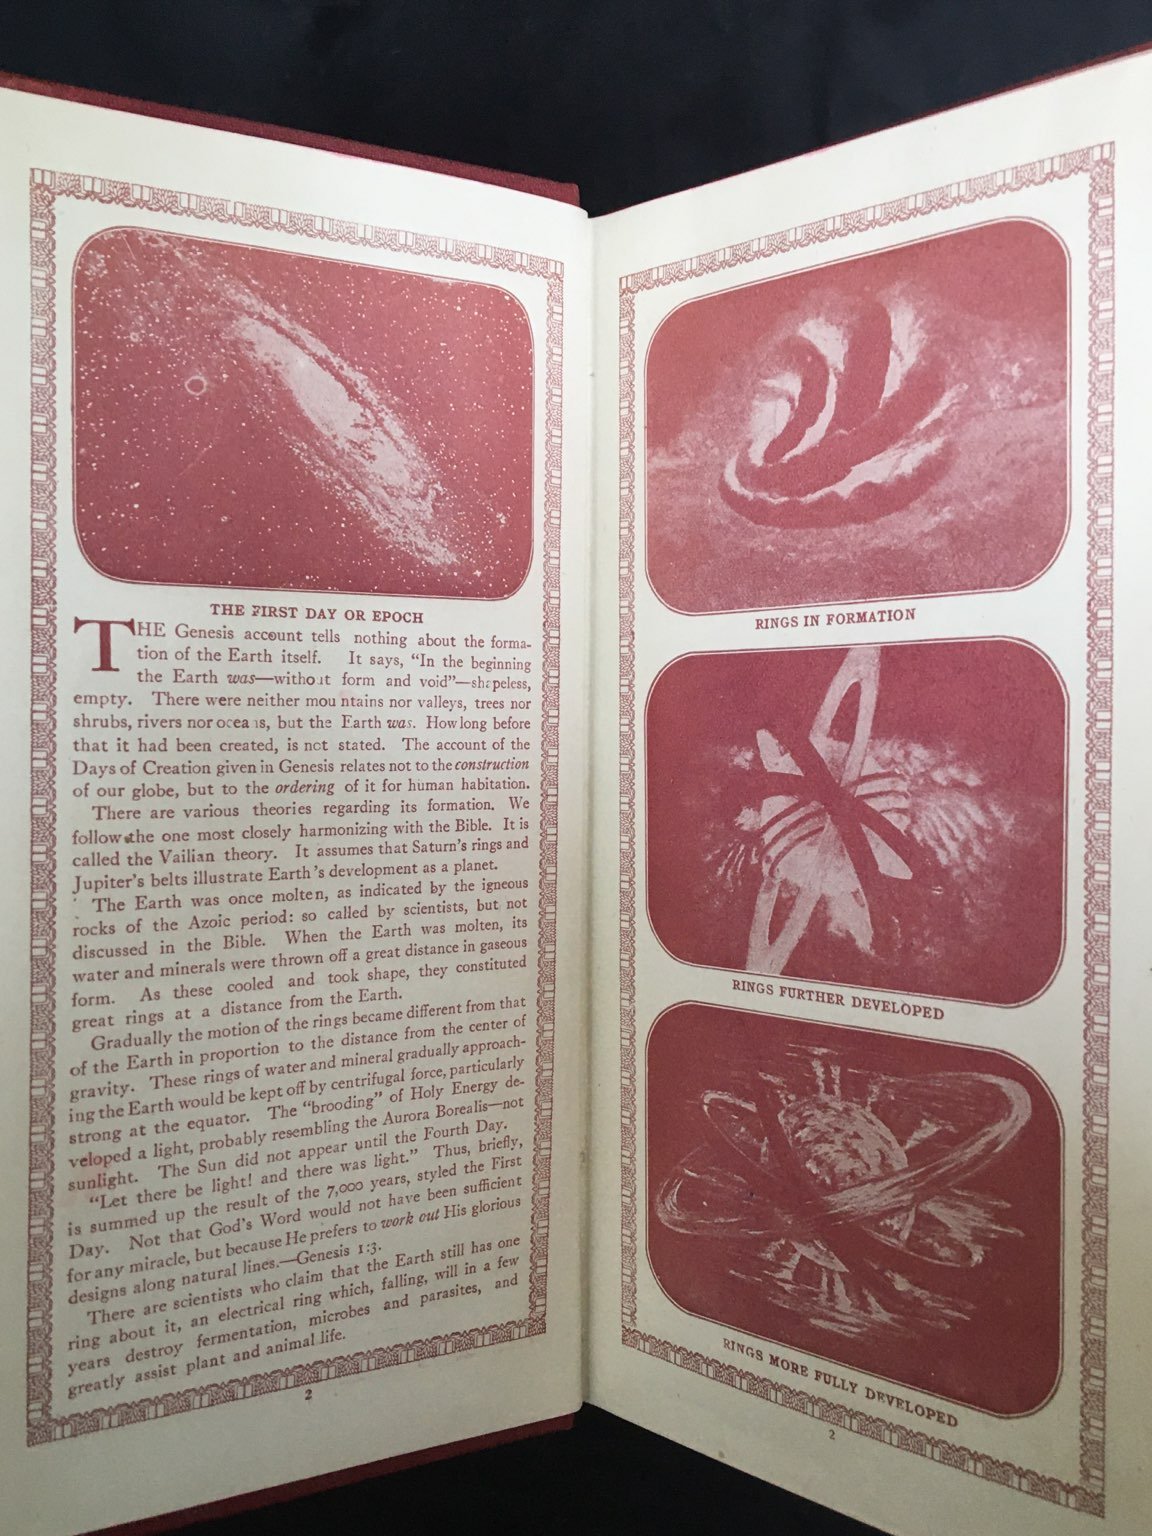 THE FIRST DAY OR EPOCH
THE Genesis account tells nothing about the forma-
tion of the Earth itself. It says, “In the beginning
the Earth was—without form and void”—shapeless,
empty. There were neither mountains nor valleys, trees nor
shrubs, rivers nor oceans, but the Earth was. How long before
that it had been created, is not stated. The account of the
Days of Creation given in Genesis relates not to the construction
of our globe, but to the ordering of it for human habitation.
There are various theories regarding its formation. We
follow the one most closely harmonizing with the Bible. It is
called the Vailian theory. It assumes that Saturn’s rings and
Jupiter’s belts illustrate Earth’s development as a planet.
The Earth was once molten, as indicated by the igneous
rocks of the Azoic period: so called by scientists, but not
discussed in the Bible. When the Earth was molten, its
water and minerals were thrown off a great distance in gaseous
form. As these cooled and took shape, they constituted
great rings at a distance from the Earth.
Gradually the motion of the rings became different from that
of the Earth in proportion to the distance from the center of
gravity. These rings of water and mineral gradually approach-
ing the Earth would be kept off by centrifugal force, particularly
strong at the equator. The “brooding” of Holy Energy de-
veloped a light, probably resembling the Aurora Borealis—not
sunlight. The Sun did not appear until the Fourth Day.
“Let there be light! and there was light.” Thus, briefly,
is summed up the result of the 7,000 years, styled the First
Day. Not that God’s Word would not have been sufficient
for any miracle, but because He prefers to work out His glorious
designs along natural lines.—Genesis 1:3.
There are scientists who claim that the Earth still has one
ring about it, an electrical ring which, falling, will in a few
years destroy fermentation, microbes and parasites, and
greatly assist plant and animal life.
2
RINGS IN FORMATION
RINGS FURTHER DEVELOPED
RINGS MORE FULLY DEVELOPED
2